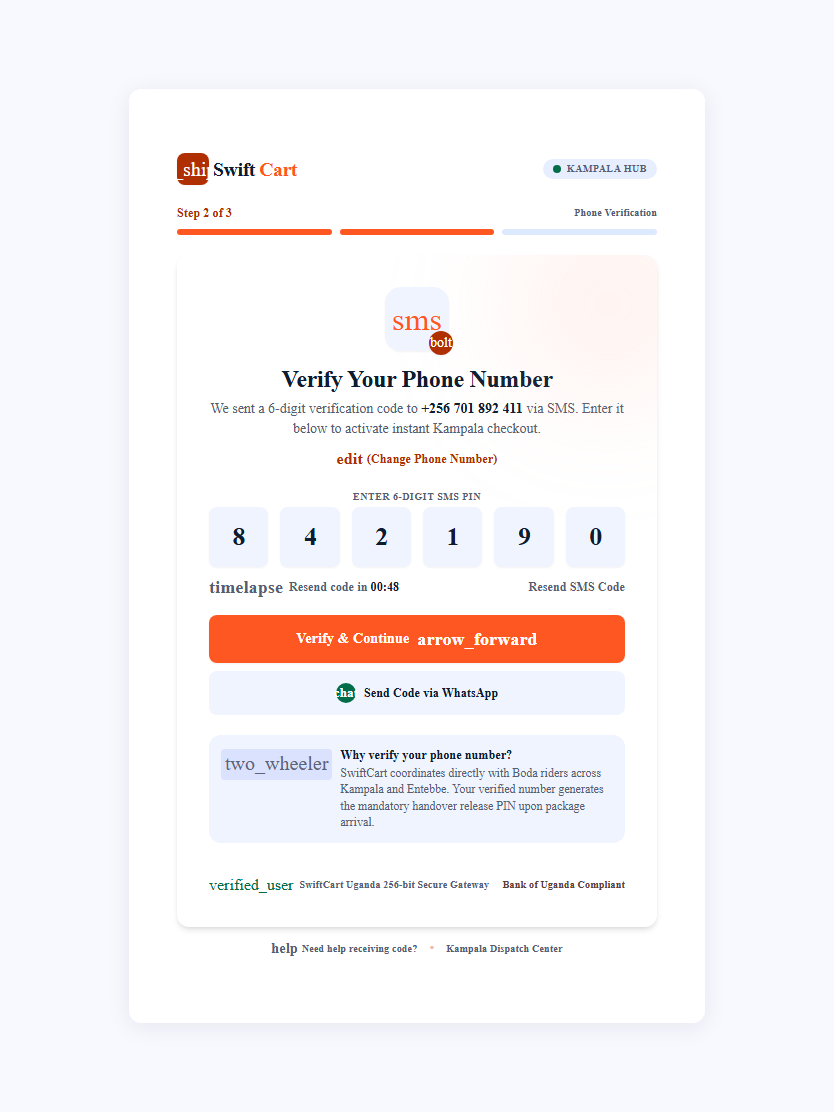 _shi Swift Cart
KAMPALA HUB
Step 2 of 3
Phone Verification
sms
bolt
Verify Your Phone Number
We sent a 6-digit verification code to +256 701 892 411 via SMS. Enter it
below to activate instant Kampala checkout.
edit (Change Phone Number)
ENTER 6-DIGIT SMS PIN
8 4 2 1 9 0
timelapse Resend code in 00:48
Resend SMS Code
Verify & Continue arrow_forward
cha Send Code via WhatsApp
two_wheeler
Why verify your phone number?
SwiftCart coordinates directly with Boda riders across
Kampala and Entebbe. Your verified number generates
the mandatory handover release PIN upon package
arrival.
verified_user SwiftCart Uganda 256-bit Secure Gateway
Bank of Uganda Compliant
help Need help receiving code? • Kampala Dispatch Center